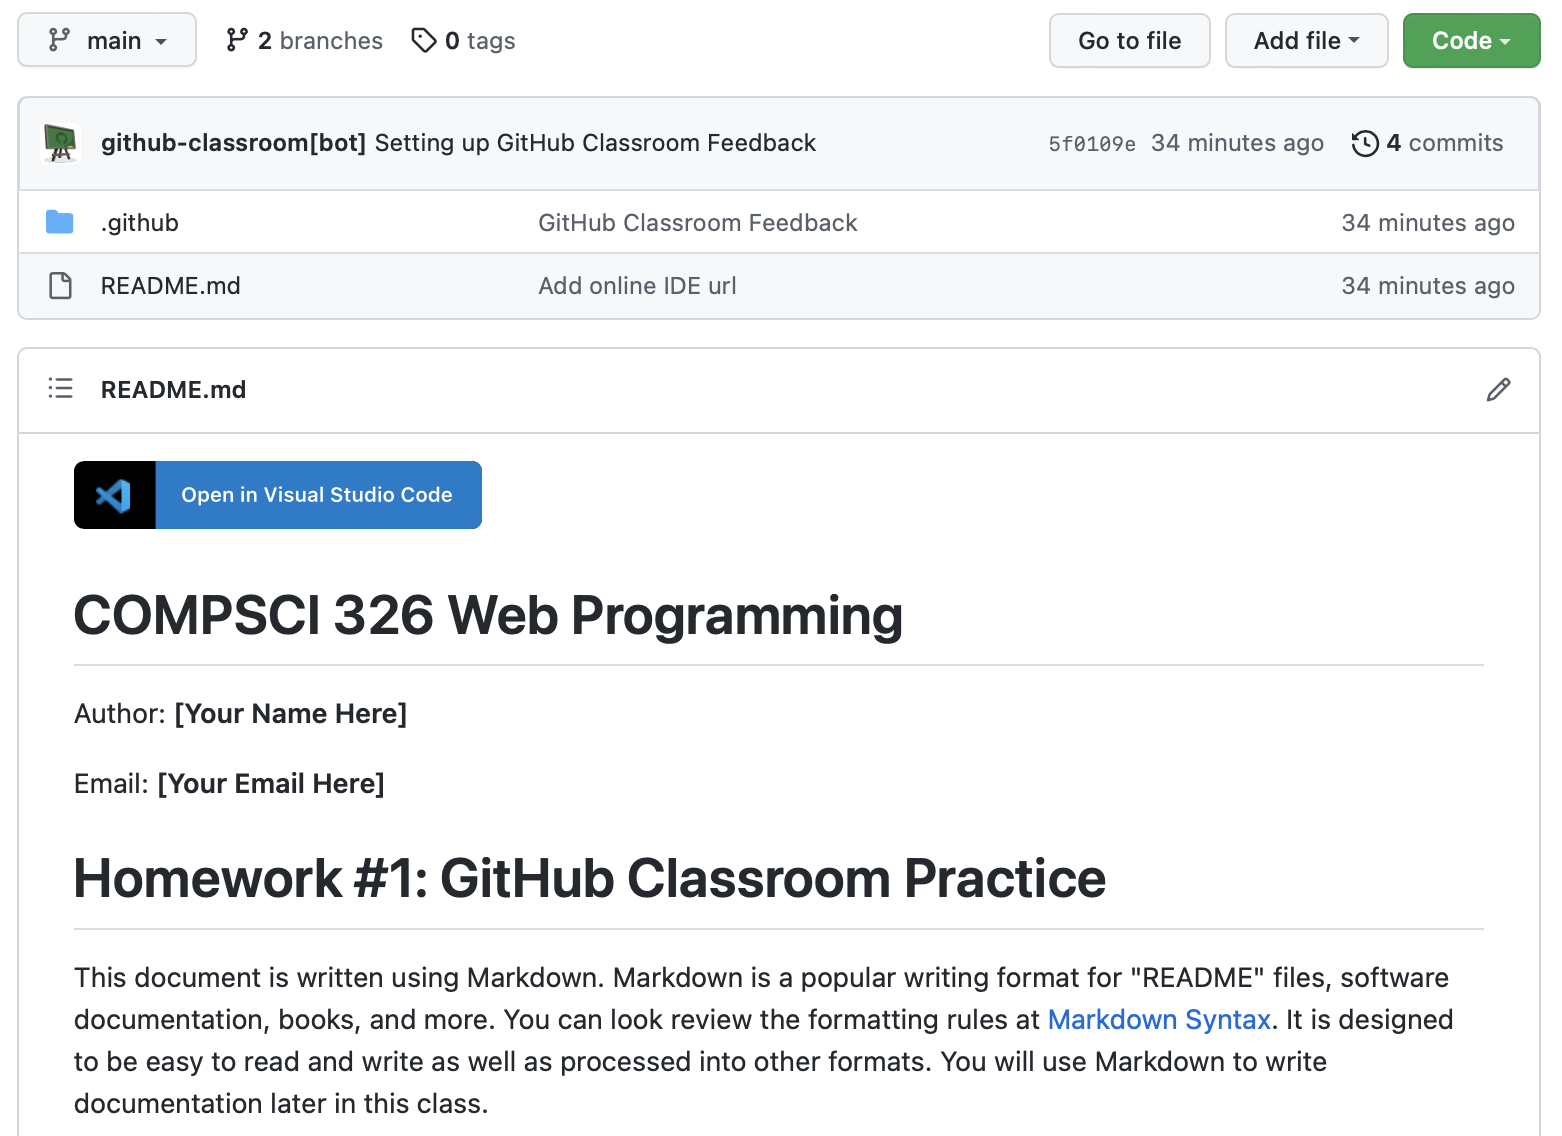 main
2 branches
0 tags
Go to file
Add file
Code
github-classroom[bot] Setting up GitHub Classroom Feedback
5f0109e 34 minutes ago
4 commits
.github
GitHub Classroom Feedback
34 minutes ago
README.md
Add online IDE url
34 minutes ago
README.md
Open in Visual Studio Code
COMPSCI 326 Web Programming
Author: [Your Name Here]
Email: [Your Email Here]
Homework #1: GitHub Classroom Practice
This document is written using Markdown. Markdown is a popular writing format for "README" files, software
documentation, books, and more. You can look review the formatting rules at Markdown Syntax. It is designed
to be easy to read and write as well as processed into other formats. You will use Markdown to write
documentation later in this class.